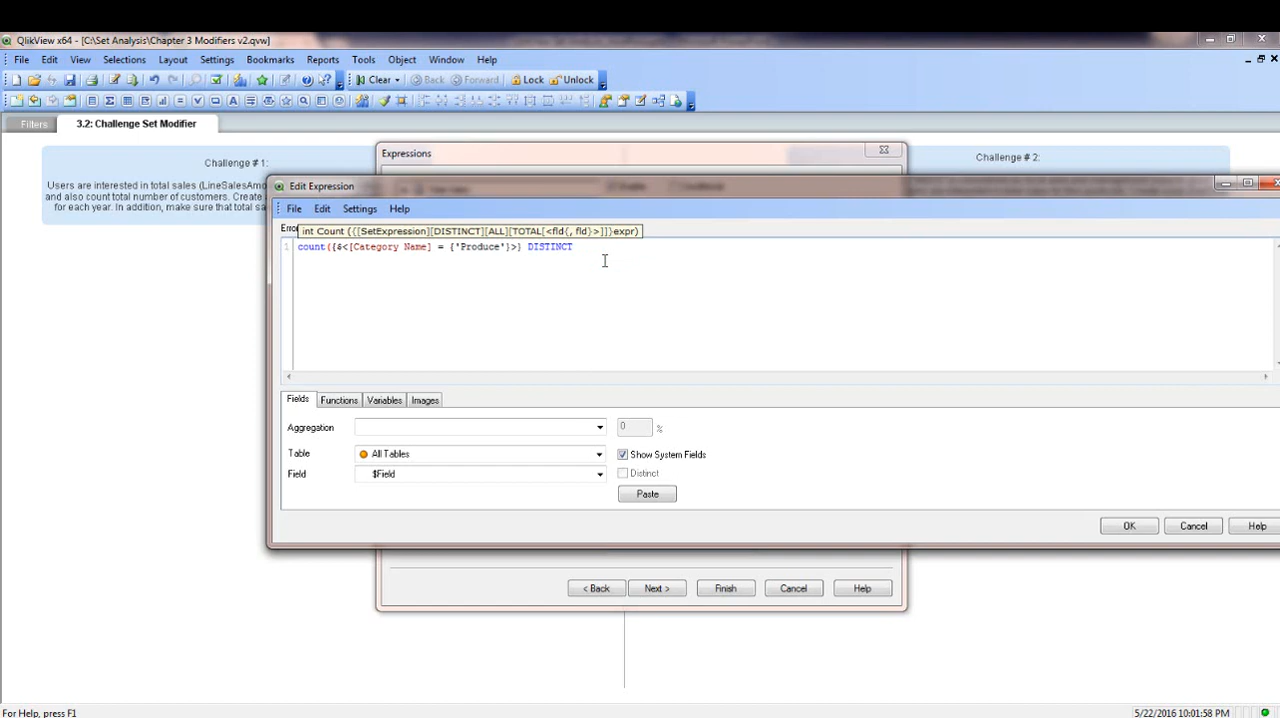 QlikView x64 - [C:\Set Analysis\Chapter 3 Modifiers v2.qvw]
File Edit View Selections Layout Settings Bookmarks Reports Tools Object Window Help
Clear Back Forward Lock Unlock
Filters 3.2: Challenge Set Modifier
Challenge # 1:
Users are interested in total sales (LineSalesAmo
and also count total number of customers. Create
for each year. In addition, make sure that total sa
Challenge # 2:
Expressions
Edit Expression
File Edit Settings Help
Erro
int Count ({[SetExpression][DISTINCT][ALL][TOTAL[<fld{, fld}>]]}expr)
1 count({$<[Category Name] = {'Produce'}>} DISTINCT
Fields Functions Variables Images
Aggregation 0 %
Table All Tables Show System Fields
Field $Field Distinct
Paste
OK Cancel Help
< Back Next > Finish Cancel Help
For Help, press F1 5/22/2016 10:01:58 PM